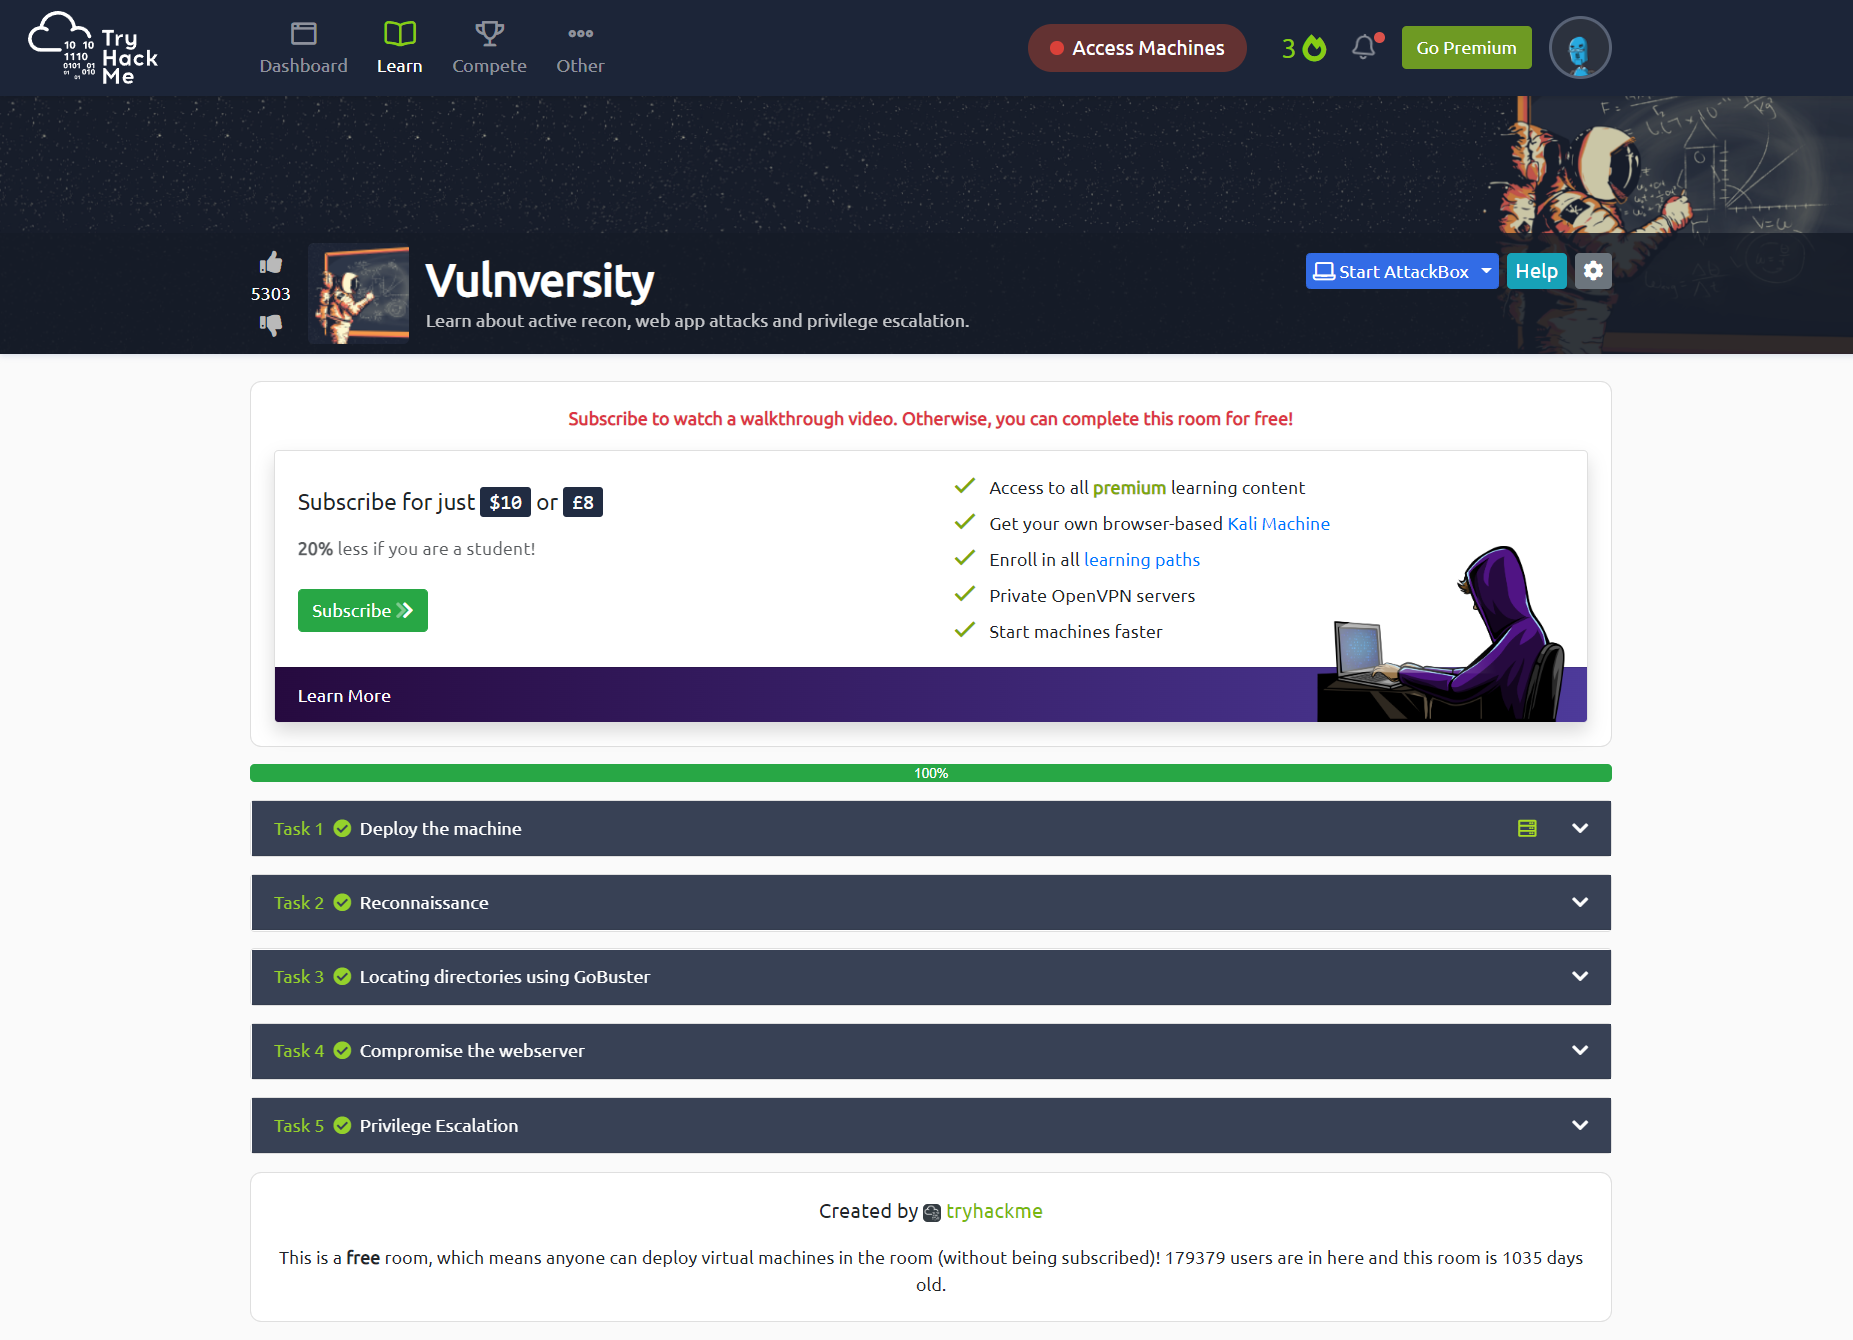 Try
Hack
Me
Dashboard
Learn
Compete
Other
Access Machines
3
Go Premium
5303
Vulnversity
Learn about active recon, web app attacks and privilege escalation.
Start AttackBox
Help
Subscribe to watch a walkthrough video. Otherwise, you can complete this room for free!
Subscribe for just $10 or £8
20% less if you are a student!
Subscribe
Access to all premium learning content
Get your own browser-based Kali Machine
Enroll in all learning paths
Private OpenVPN servers
Start machines faster
Learn More
100%
Task 1 Deploy the machine
Task 2 Reconnaissance
Task 3 Locating directories using GoBuster
Task 4 Compromise the webserver
Task 5 Privilege Escalation
Created by tryhackme
This is a free room, which means anyone can deploy virtual machines in the room (without being subscribed)! 179379 users are in here and this room is 1035 days
old.